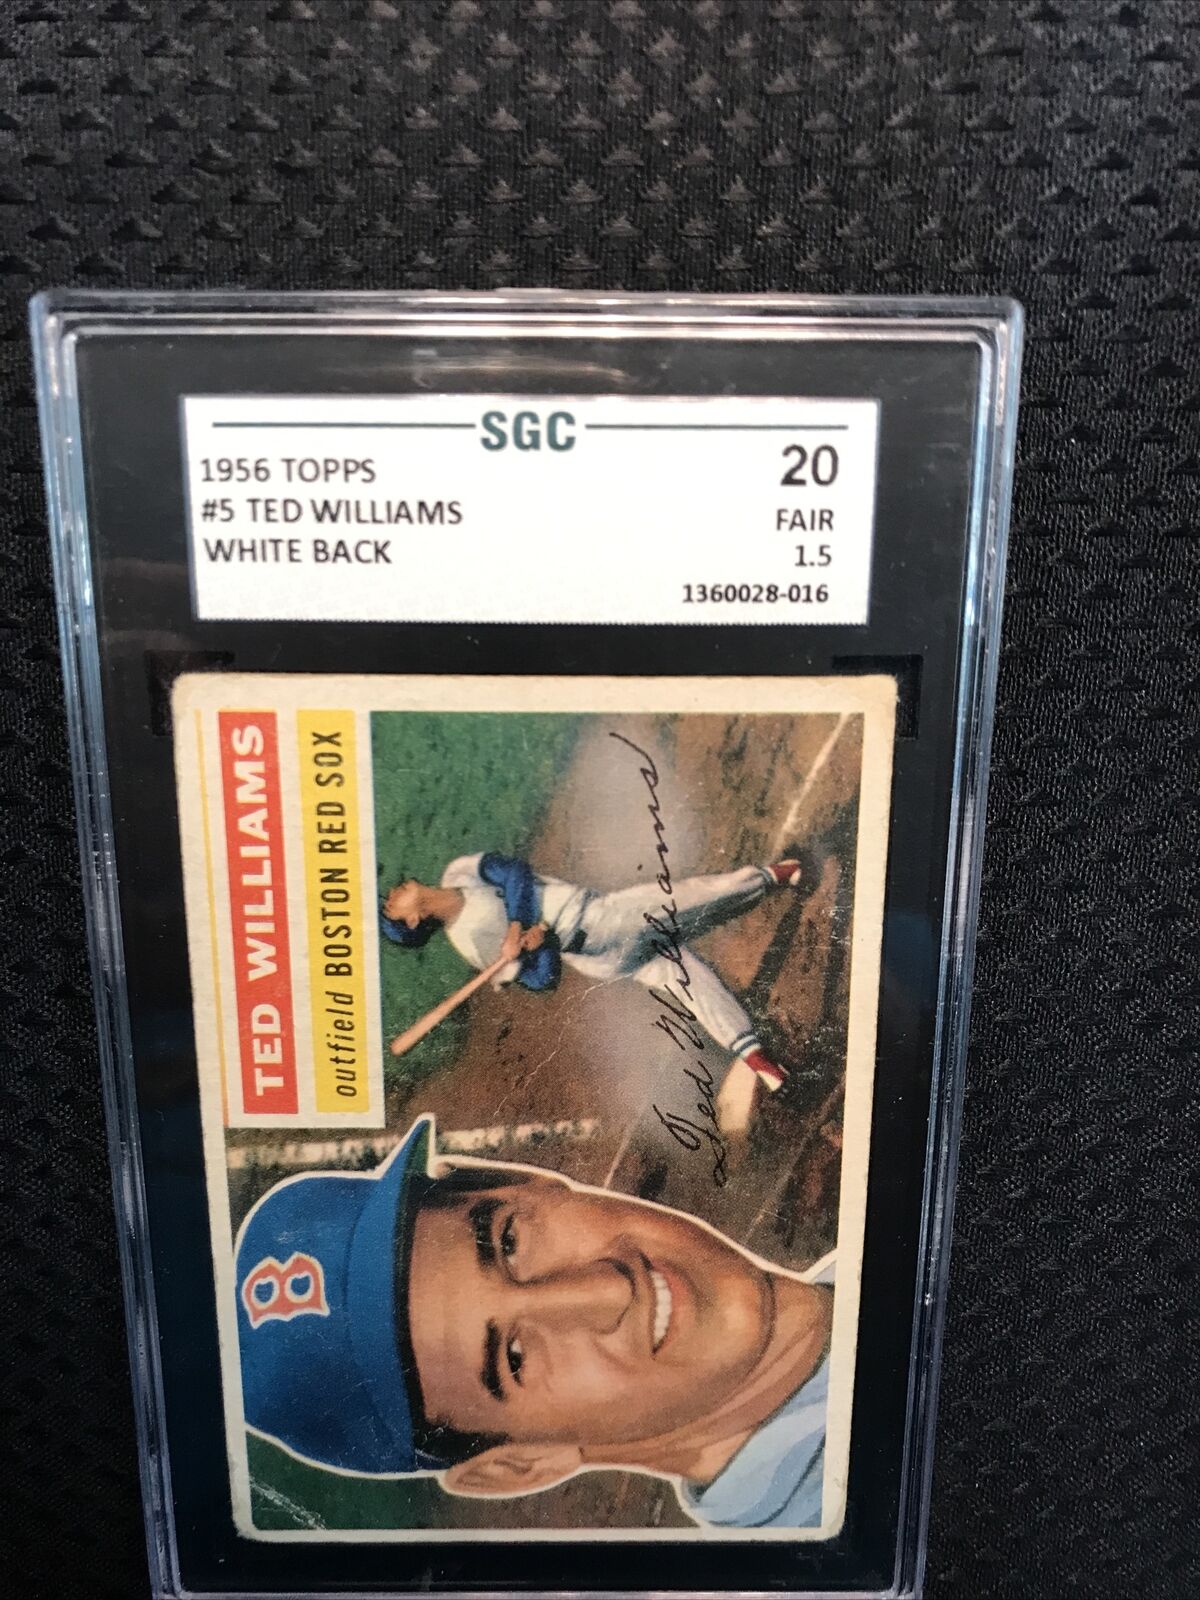 SGC
1956 TOPPS
20
#5 TED WILLIAMS
FAIR
WHITE BACK
1.5
1360028-016
TED WILLIAMS
outfield BOSTON RED SOX
Ted Williams
B